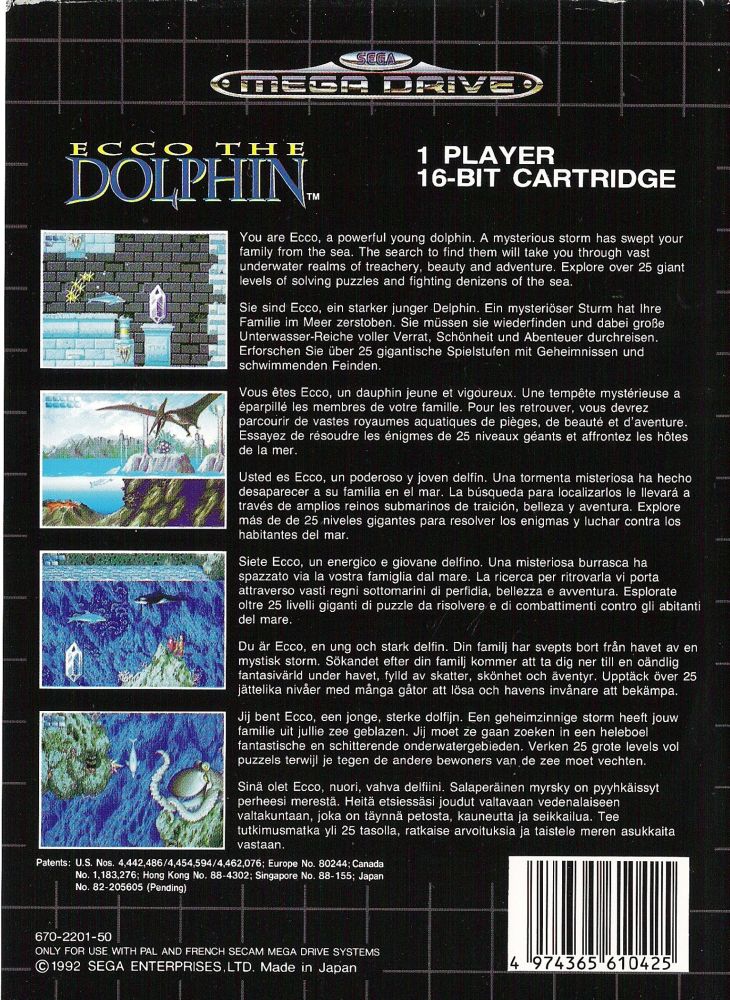 SEGA
MEGA DRIVE
ECCO THE
DOLPHIN™
1 PLAYER
16-BIT CARTRIDGE
You are Ecco, a powerful young dolphin. A mysterious storm has swept your
family from the sea. The search to find them will take you through vast
underwater realms of treachery, beauty and adventure. Explore over 25 giant
levels of solving puzzles and fighting denizens of the sea.
Sie sind Ecco, ein starker junger Delphin. Ein mysteriöser Sturm hat Ihre
Familie im Meer zerstoben. Sie müssen sie wiederfinden und dabei große
Unterwasser-Reiche voller Verrat, Schönheit und Abenteuer durchreisen.
Erforschen Sie über 25 gigantische Spielstufen mit Geheimnissen und
schwimmenden Feinden.
Vous êtes Ecco, un dauphin jeune et vigoureux. Une tempête mystérieuse a
éparpillé les membres de votre famille. Pour les retrouver, vous devrez
parcourir de vastes royaumes aquatiques de pièges, de beauté et d'aventure.
Essayez de résoudre les énigmes de 25 niveaux géants et affrontez les hôtes
de la mer.
Usted es Ecco, un poderoso y joven delfín. Una tormenta misteriosa ha hecho
desaparecer a su familia en el mar. La búsqueda para localizarlos le llevará a
través de amplios reinos submarinos de traición, belleza y aventura. Explore
más de de 25 niveles gigantes para resolver los enigmas y luchar contra los
habitantes del mar.
Siete Ecco, un energico e giovane delfino. Una misteriosa burrasca ha
spazzato via la vostra famiglia dal mare. La ricerca per ritrovarla vi porta
attraverso vasti regni sottomarini di perfidia, bellezza e avventura. Esplorate
oltre 25 livelli giganti di puzzle da risolvere e di combattimenti contro gli abitanti
del mare.
Du är Ecco, en ung och stark delfin. Din familj har svepts bort från havet av en
mystisk storm. Sökandet efter din familj kommer att ta dig ner till en oändlig
fantasivärld under havet, fylld av skatter, skönhet och äventyr. Upptäck över 25
jättelika nivåer med många gåtor att lösa och havens invånare att bekämpa.
Jij bent Ecco, een jonge, sterke dolfijn. Een geheimzinnige storm heeft jouw
familie uit jullie zee geblazen. Jij moet ze gaan zoeken in een heleboel
fantastische en schitterende onderwatergebieden. Verken 25 grote levels vol
puzzels terwijl je tegen de andere bewoners van de zee moet vechten.
Sinä olet Ecco, nuori, vahva delfiini. Salaperäinen myrsky on pyyhkäissyt
perheesi merestä. Heitä etsiessäsi joudut valtavaan vedenalaiseen
valtakuntaan, joka on täynnä petosta, kauneutta ja seikkailua. Tee
tutkimusmatka yli 25 tasolla, ratkaise arvoituksia ja taistele meren asukkaita
vastaan.
Patents: U.S. Nos. 4,442,486/4,454,594/4,462,076; Europe No. 80244; Canada
No. 1,183,276; Hong Kong No. 88-4302; Singapore No. 88-155; Japan
No. 82-205605 (Pending)
670-2201-50
ONLY FOR USE WITH PAL AND FRENCH SECAM MEGA DRIVE SYSTEMS
©1992 SEGA ENTERPRISES,LTD. Made in Japan
4 974365 610425